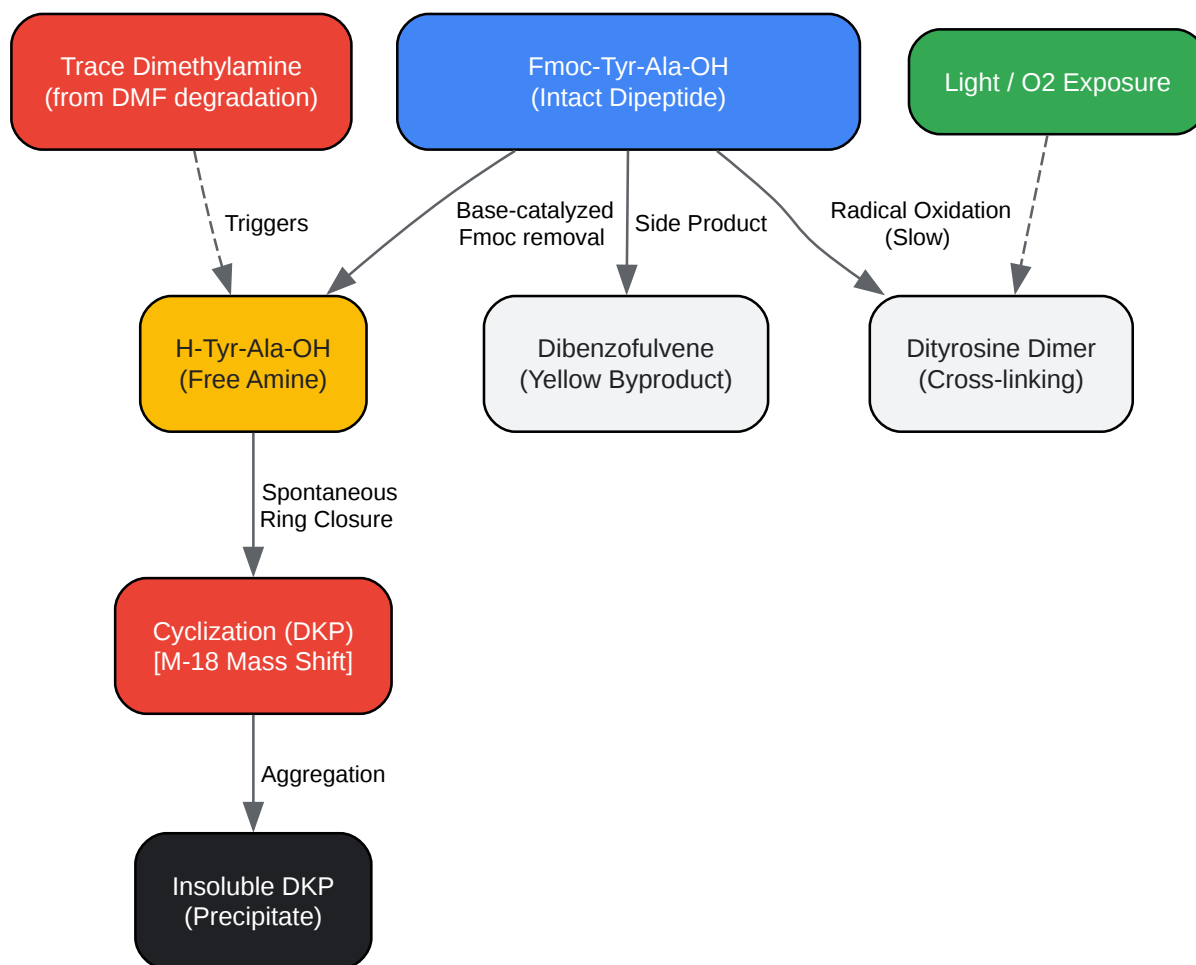 Trace Dimethylamine
(from DMF degradation)
Fmoc-Tyr-Ala-OH
(Intact Dipeptide)
Light / O2 Exposure
Triggers
Base-catalyzed
Fmoc removal
Side Product
Radical Oxidation
(Slow)
H-Tyr-Ala-OH
(Free Amine)
Dibenzofulvene
(Yellow Byproduct)
Dityrosine Dimer
(Cross-linking)
Spontaneous
Ring Closure
Cyclization (DKP)
[M-18 Mass Shift]
Aggregation
Insoluble DKP
(Precipitate)